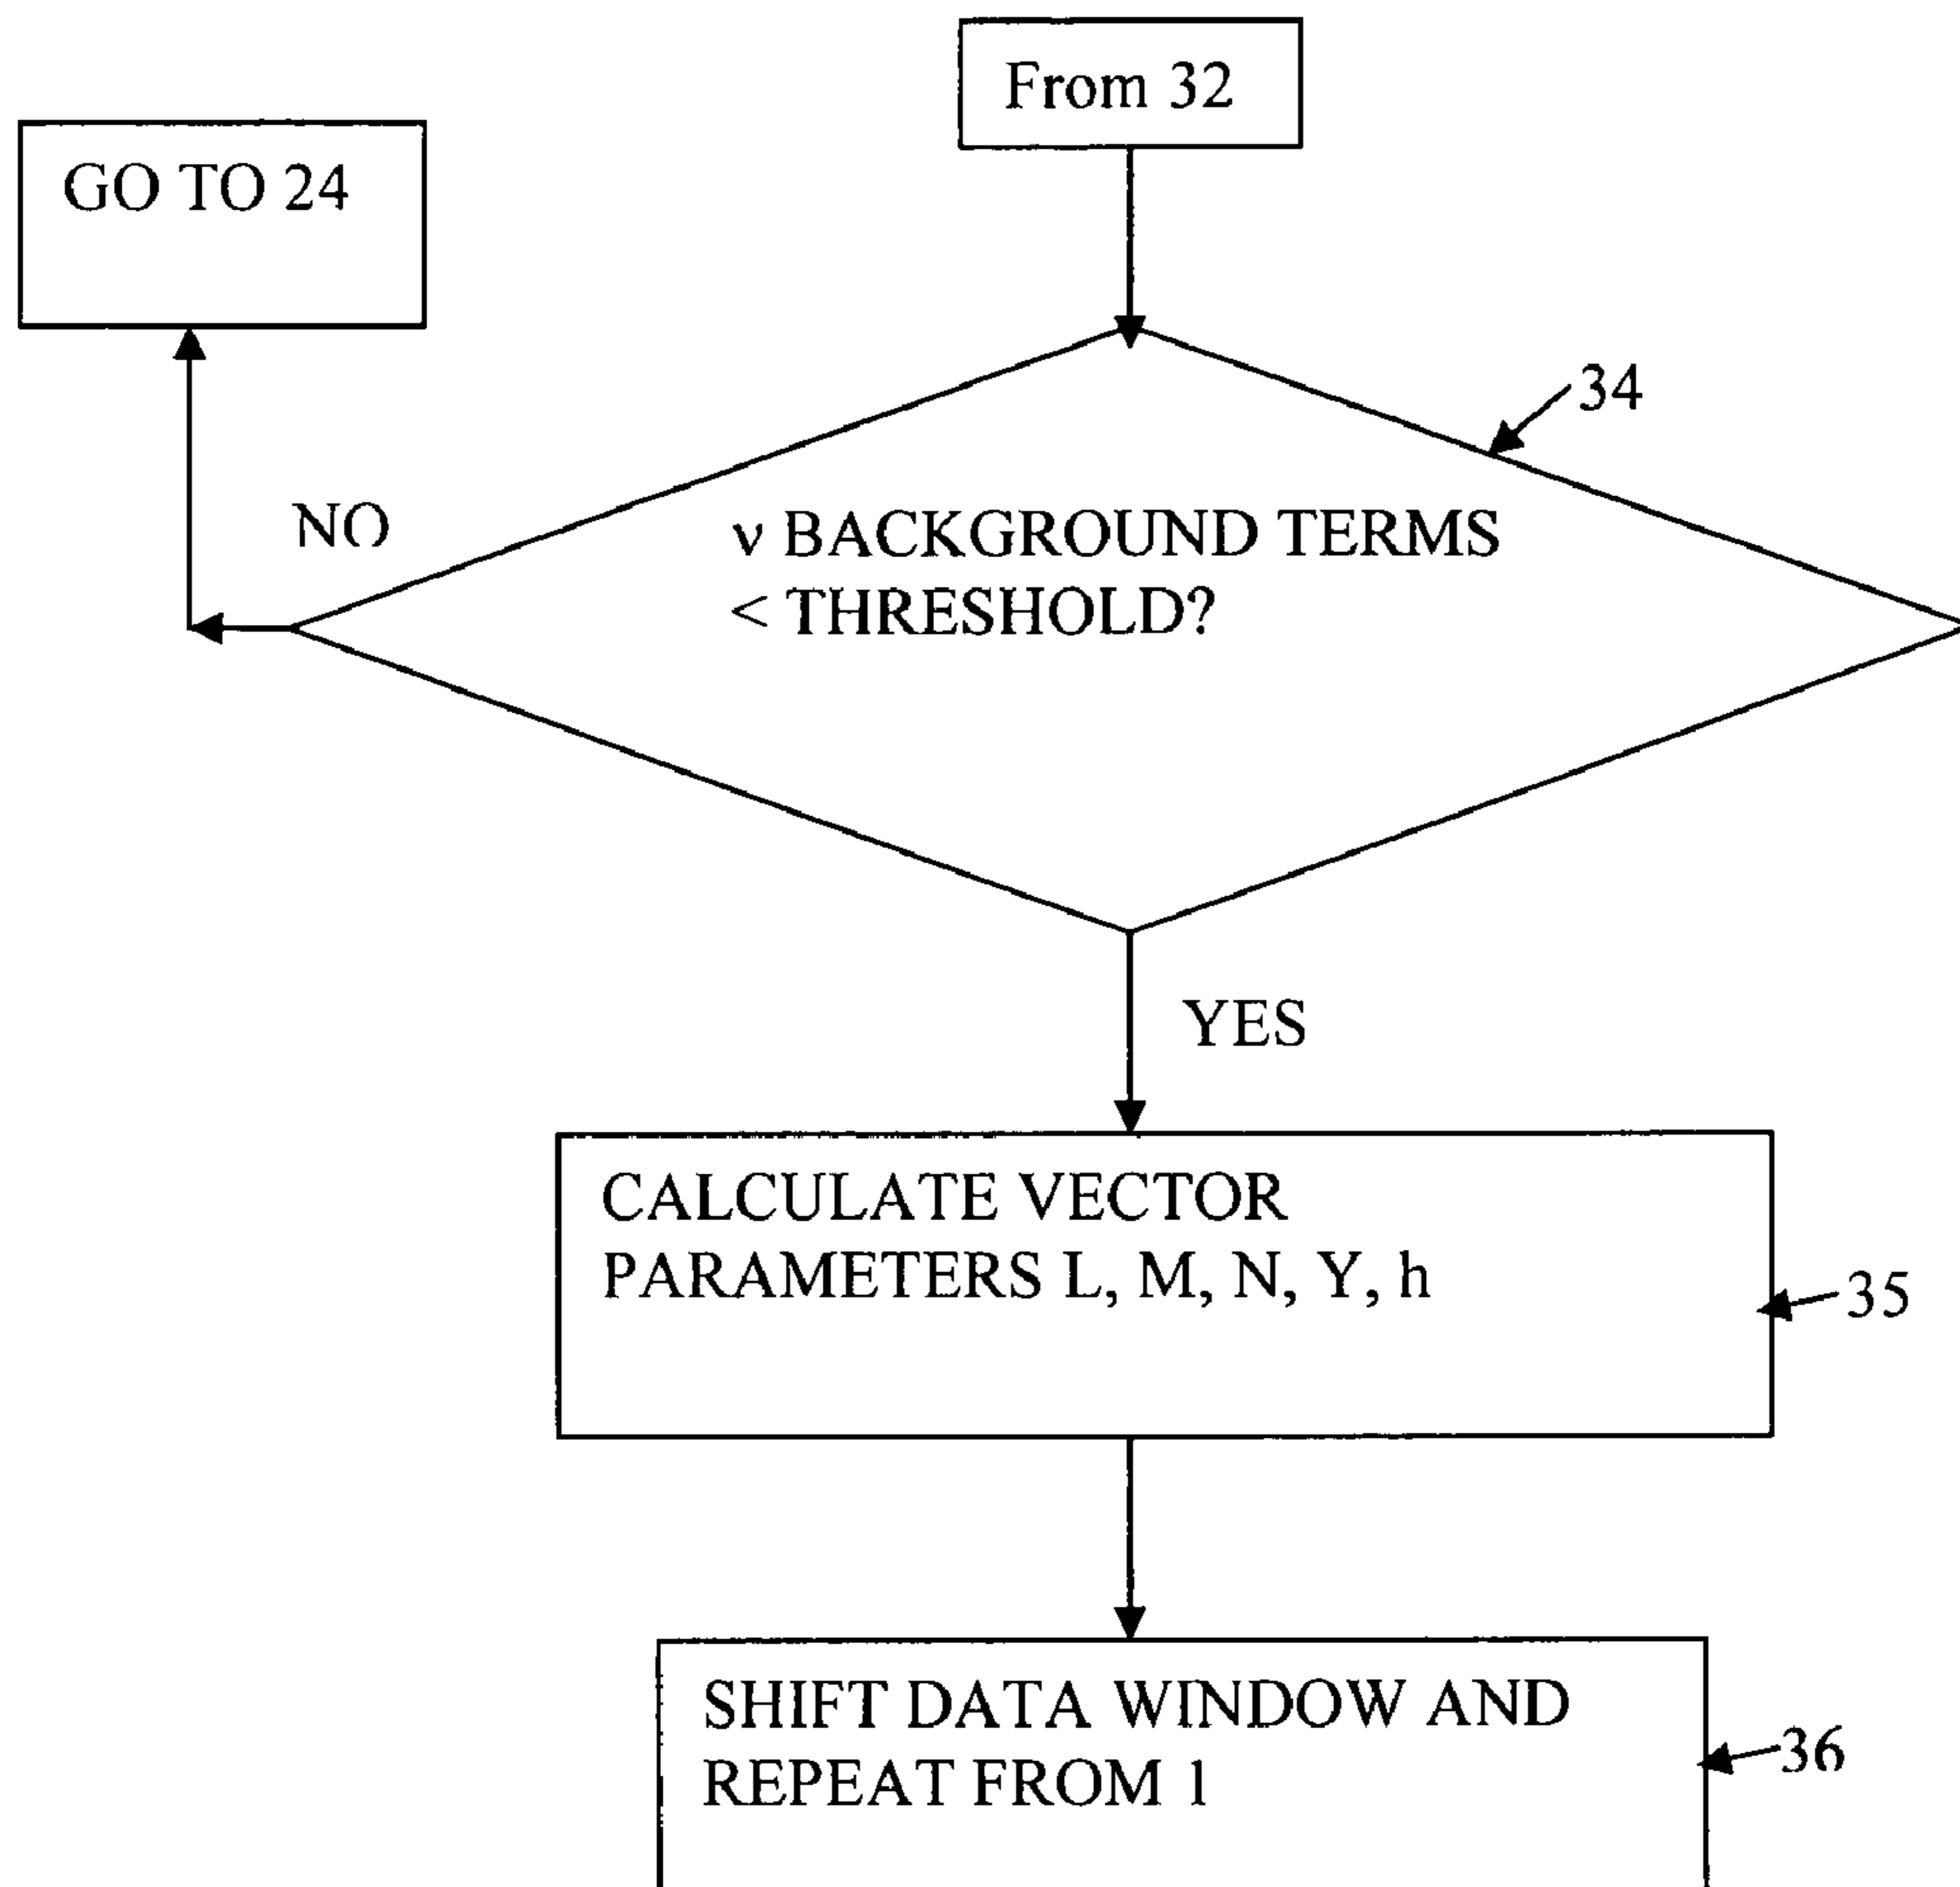 From 32
GO TO 24
34
NO
ν BACKGROUND TERMS
< THRESHOLD?
YES
CALCULATE VECTOR
PARAMETERS L, M, N, Y, h
35
SHIFT DATA WINDOW AND
REPEAT FROM 1
36